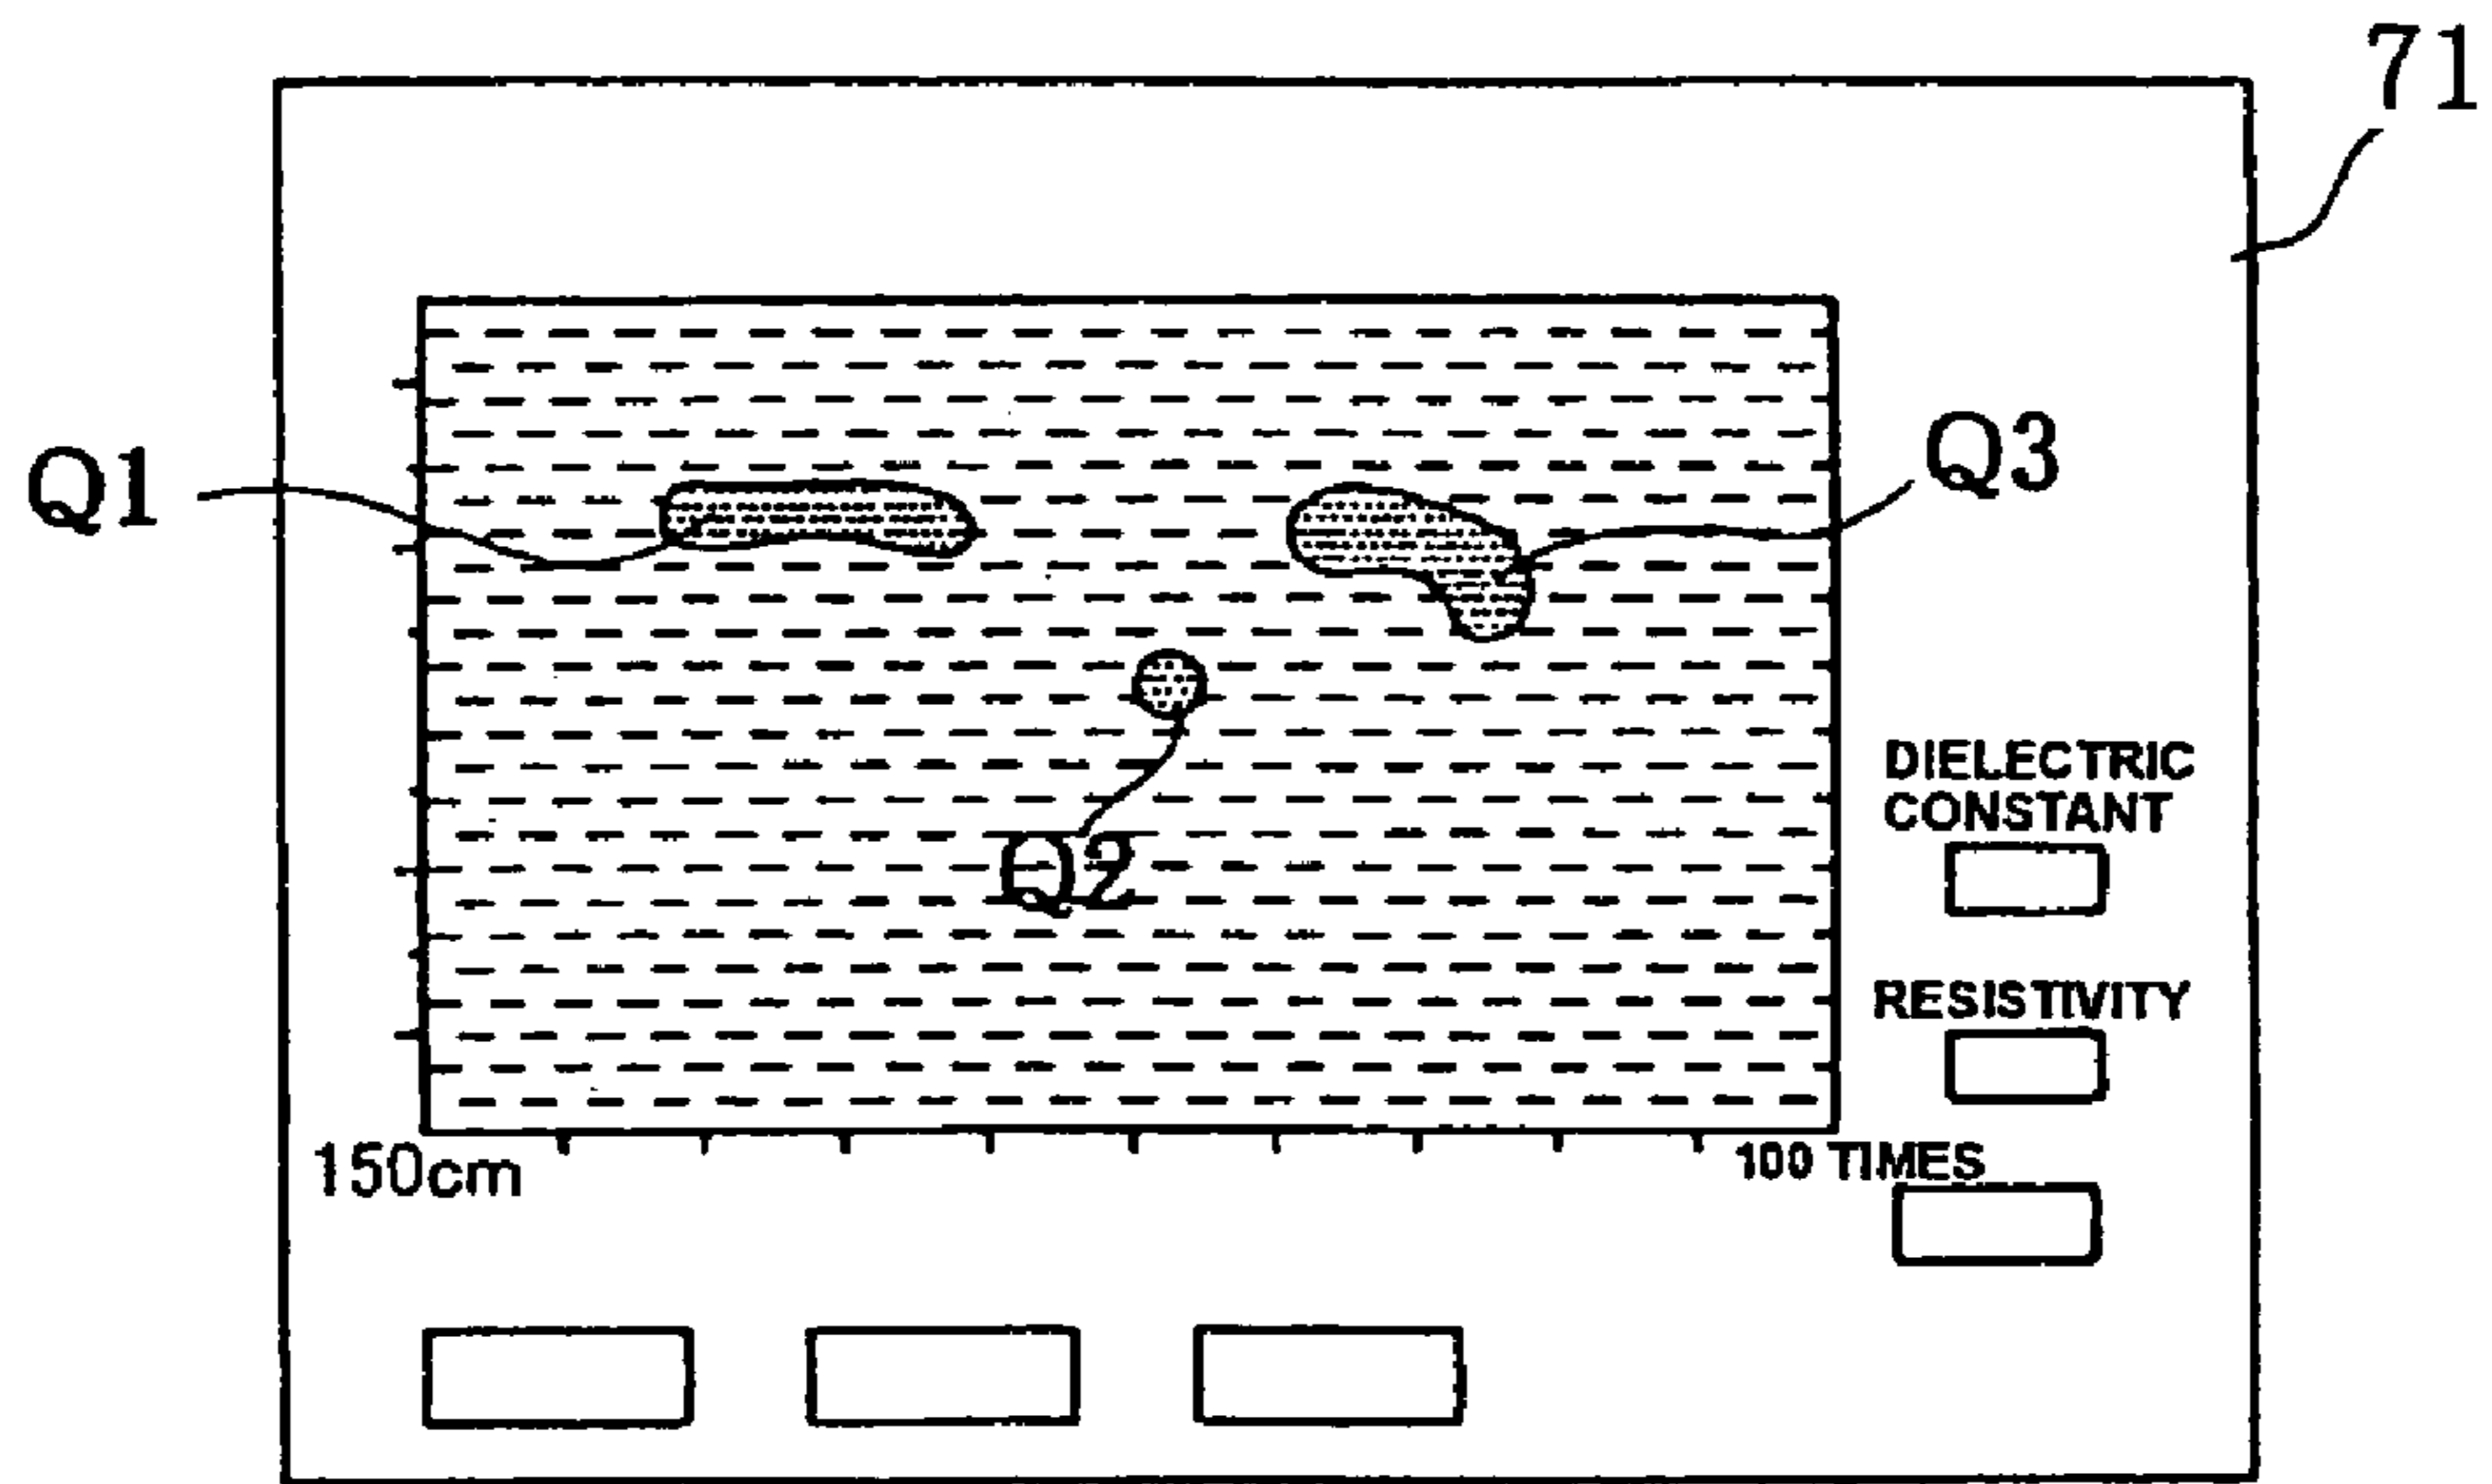 71
Q1
Q3
Q2
DIELECTRIC
CONSTANT
RESISTIVITY
150cm
100 TIMES